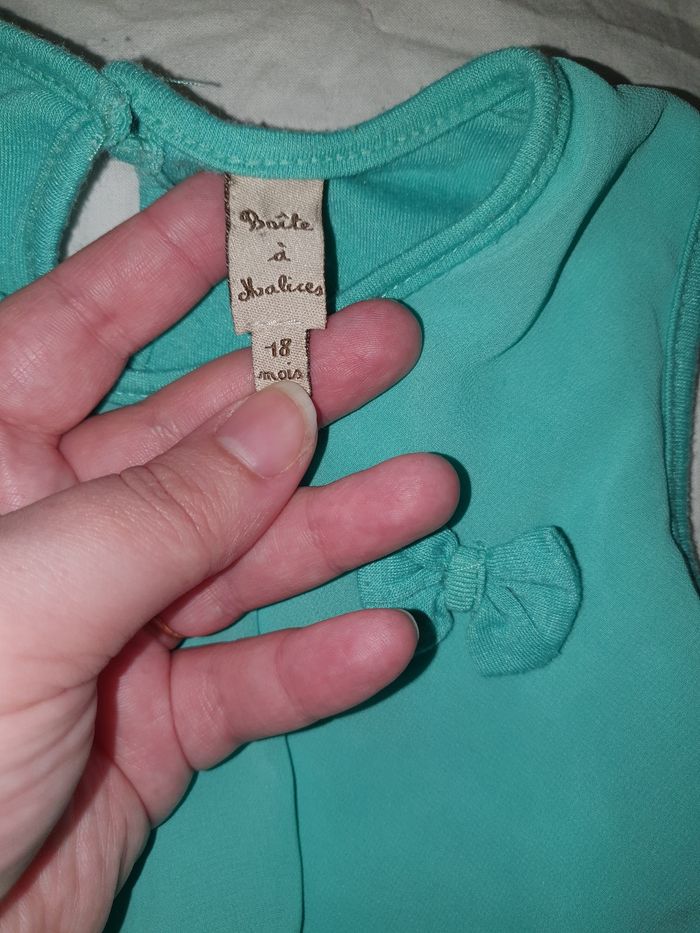 Boîte
à
Malices
18
mois